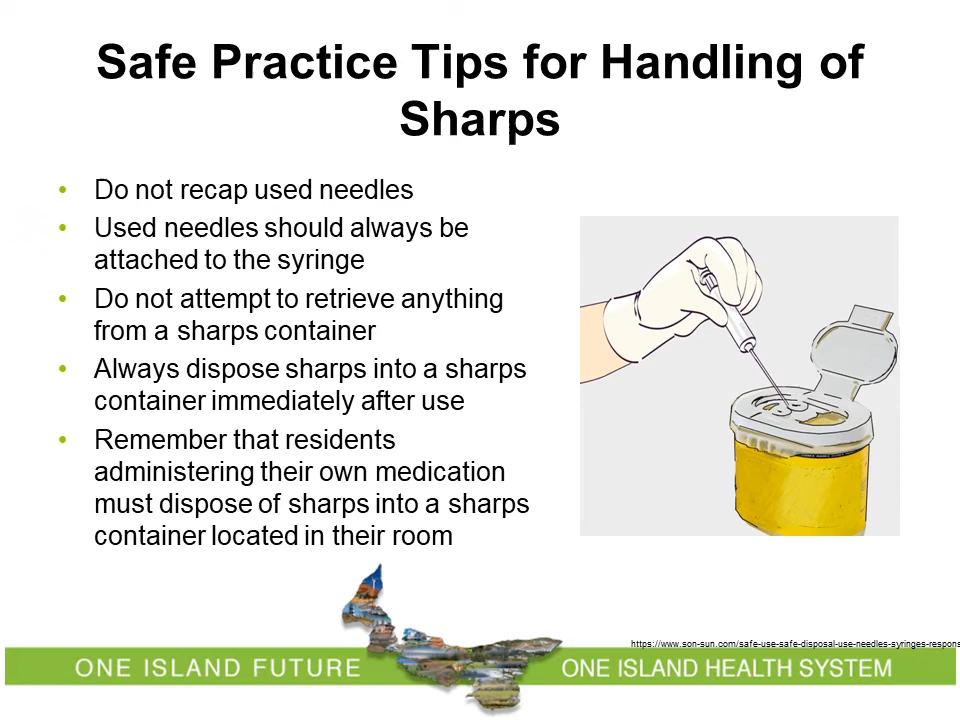 Safe Practice Tips for Handling of
Sharps
• Do not recap used needles
• Used needles should always be
attached to the syringe
• Do not attempt to retrieve anything
from a sharps container
• Always dispose sharps into a sharps
container immediately after use
• Remember that residents
administering their own medication
must dispose of sharps into a sharps
container located in their room
https://www.son-sun.com/safe-use-safe-disposal-use-needles-syringes-respons
ONE ISLAND FUTURE
ONE ISLAND HEALTH SYSTEM